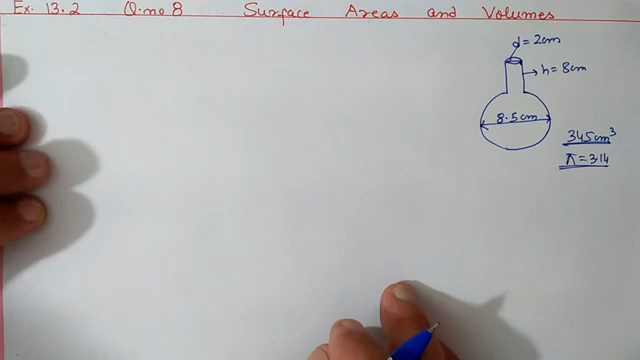 Ex. 13.2 Q.no 8 Surface Areas and Volumes
d=2cm
h=8cm
8.5cm
345cm³
π=3.14